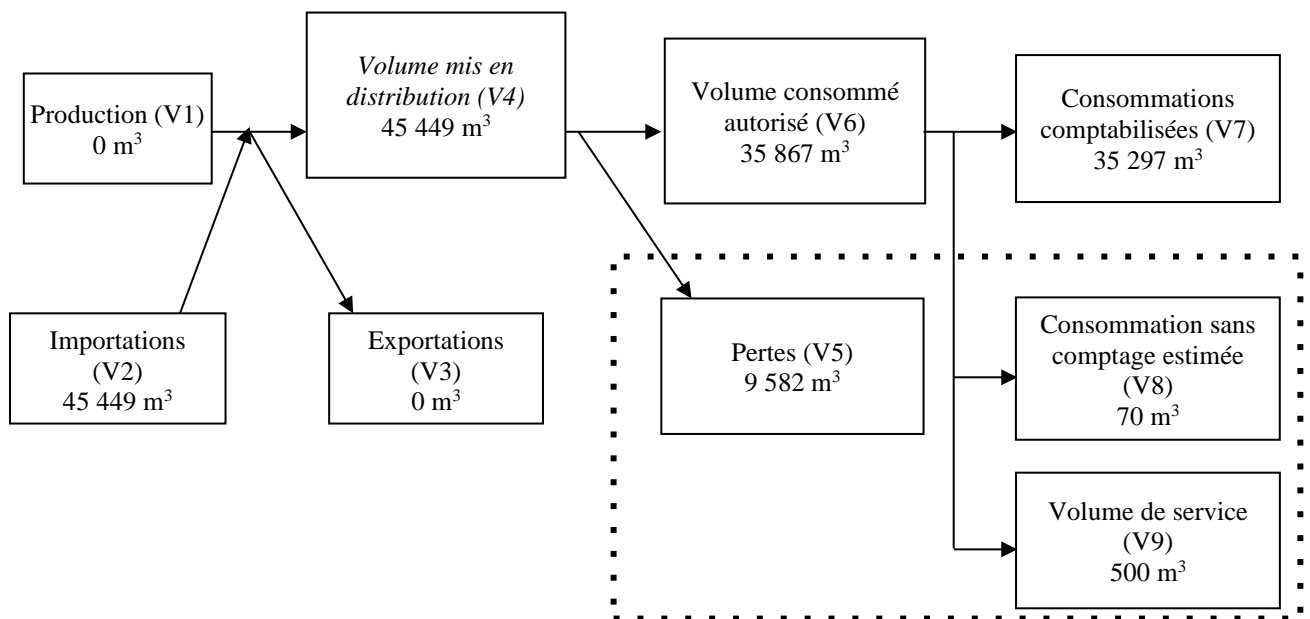 Production (V1)
0 m³
Volume mis en
distribution (V4)
45 449 m³
Volume consommé
autorisé (V6)
35 867 m³
Consommations
comptabilisées (V7)
35 297 m³
Importations
(V2)
45 449 m³
Exportations
(V3)
0 m³
Pertes (V5)
9 582 m³
Consommation sans
comptage estimée
(V8)
70 m³
Volume de service
(V9)
500 m³